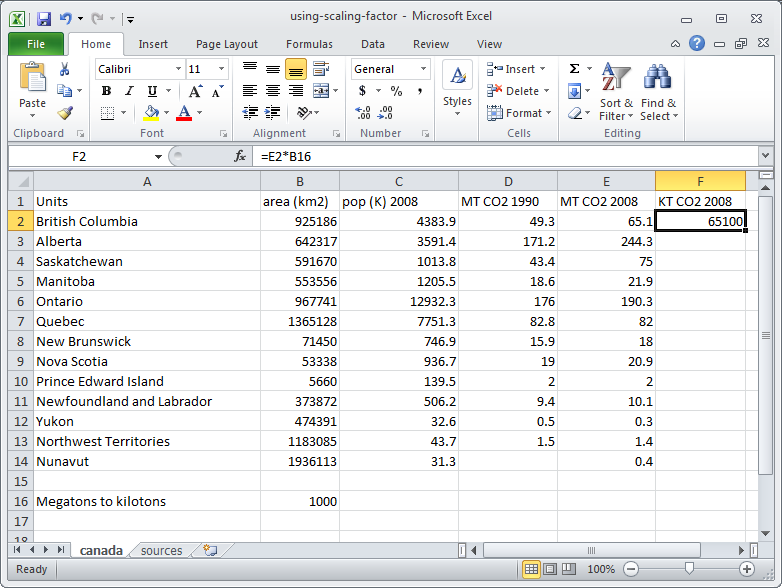 using-scaling-factor - Microsoft Excel
File Home Insert Page Layout Formulas Data Review View
Calibri 11 General Σ Insert
Paste B I U A A $ % , A Styles Delete Sort & Filter Find & Select
Format
Clipboard Font Alignment Number Cells Editing
F2 fx =E2*B16
A B C D E F
1 Units area (km2) pop (K) 2008 MT CO2 1990 MT CO2 2008 KT CO2 2008
2 British Columbia 925186 4383.9 49.3 65.1 65100
3 Alberta 642317 3591.4 171.2 244.3
4 Saskatchewan 591670 1013.8 43.4 75
5 Manitoba 553556 1205.5 18.6 21.9
6 Ontario 967741 12932.3 176 190.3
7 Quebec 1365128 7751.3 82.8 82
8 New Brunswick 71450 746.9 15.9 18
9 Nova Scotia 53338 936.7 19 20.9
10 Prince Edward Island 5660 139.5 2 2
11 Newfoundland and Labrador 373872 506.2 9.4 10.1
12 Yukon 474391 32.6 0.5 0.3
13 Northwest Territories 1183085 43.7 1.5 1.4
14 Nunavut 1936113 31.3 0.4
15
16 Megatons to kilotons 1000
17
18
canada sources
Ready 100%